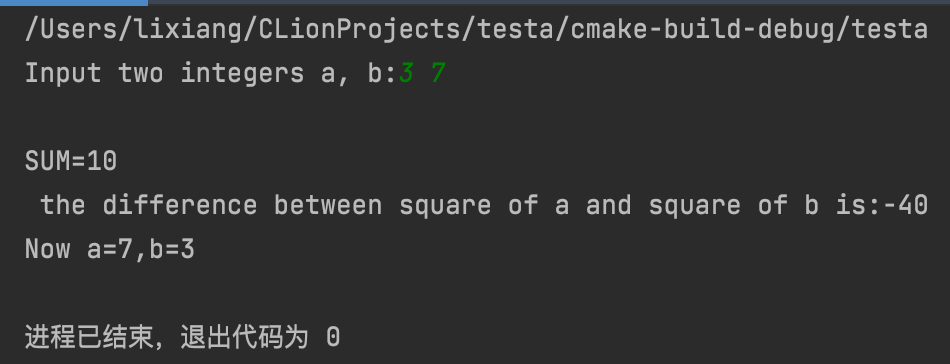 /Users/lixiang/CLionProjects/testa/cmake-build-debug/testa
Input two integers a, b:3 7
SUM=10
 the difference between square of a and square of b is:-40
Now a=7,b=3
进程已结束，退出代码为 0